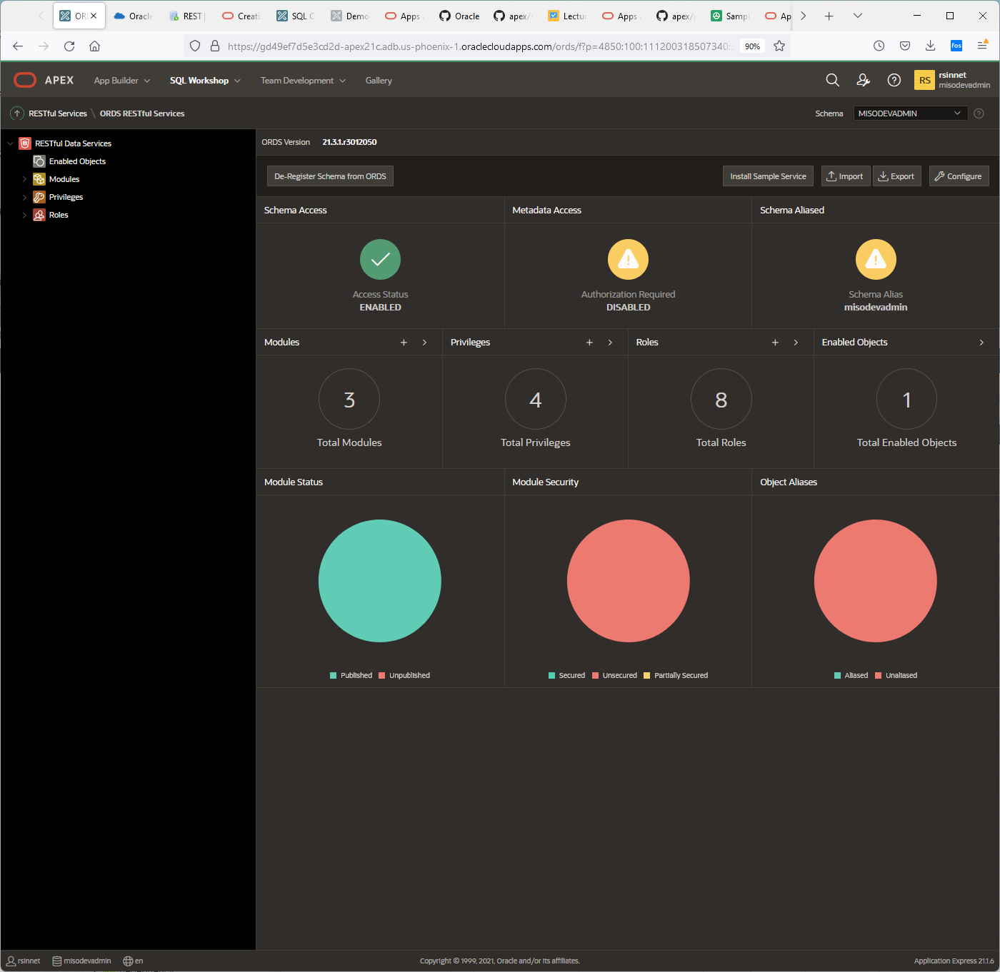 ORI
Oracle
REST |
Creati
SQL C
Demo
Apps
Oracle
apex/s
Lectur
Apps
apex/p
Sampl
Ap
https://gd49ef7d5e3cd2d-apex21c.adb.us-phoenix-1.oraclecloudapps.com/ords/f?p=4850:100:111200318507340:
90%
fos
APEX
App Builder
SQL Workshop
Team Development
Gallery
RS
rsinnet
misodevadmin
RESTful Services \ ORDS RESTful Services
Schema
MISODEVADMIN
RESTful Data Services
Enabled Objects
Modules
Privileges
Roles
ORDS Version 21.3.1.r3012050
De-Register Schema from ORDS
Install Sample Service
Import
Export
Configure
Schema Access
Metadata Access
Schema Aliased
Access Status
ENABLED
Authorization Required
DISABLED
Schema Alias
misodevadmin
Modules
Privileges
Roles
Enabled Objects
3
Total Modules
4
Total Privileges
8
Total Roles
1
Total Enabled Objects
Module Status
Module Security
Object Aliases
Published Unpublished
Secured Unsecured Partially Secured
Aliased Unaliased
rsinnet misodevadmin en
Copyright © 1999, 2021, Oracle and/or its affiliates.
Application Express 21.1.6